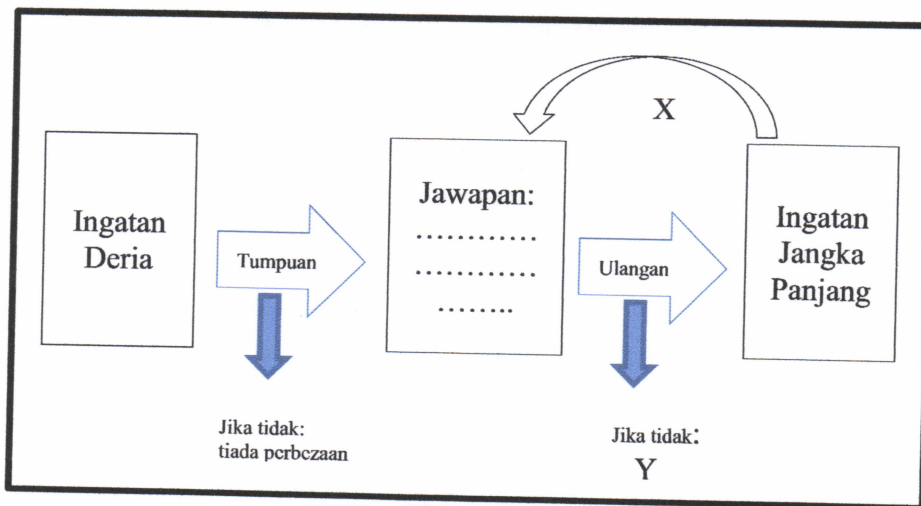 X
Ingatan
Deria
Tumpuan
Jawapan:
............
............
........
Ulangan
Ingatan
Jangka
Panjang
Jika tidak:
tiada perbezaan
Jika tidak:
Y